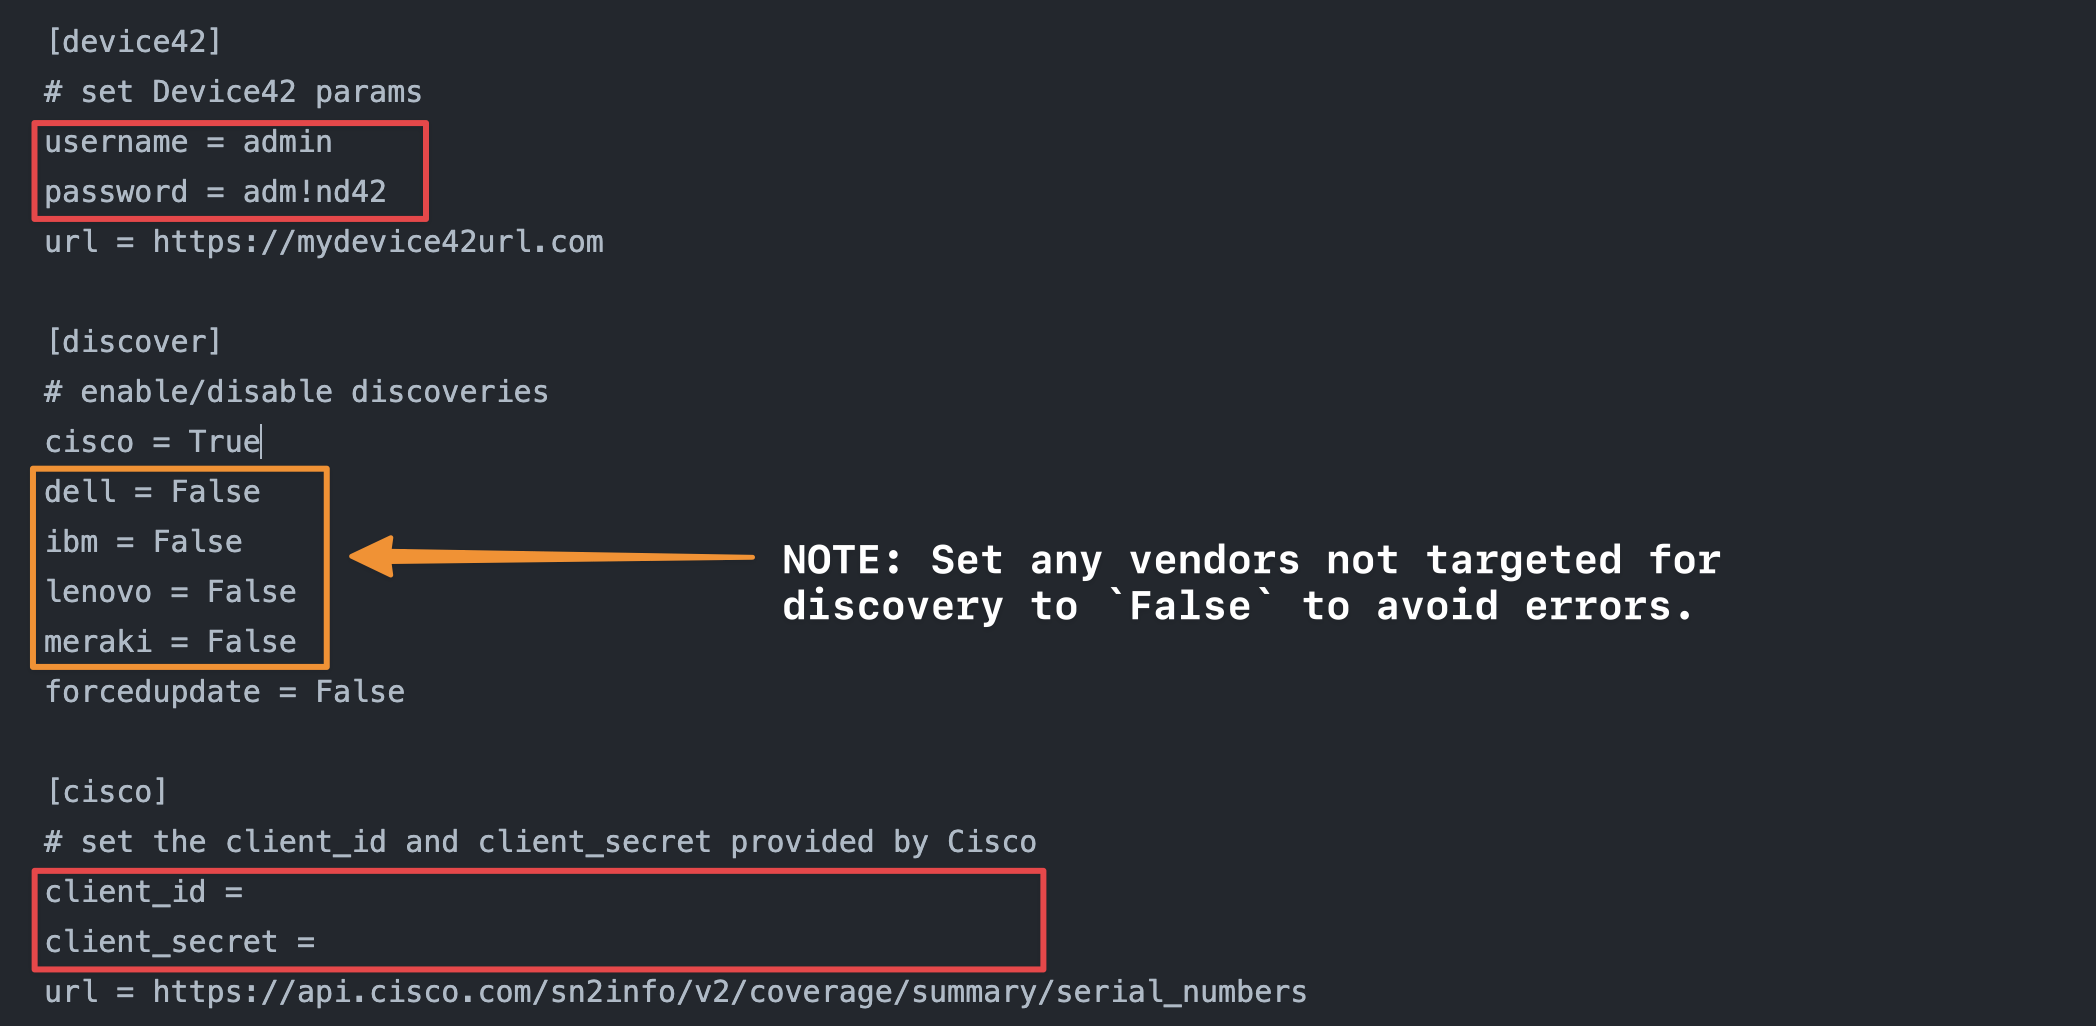 [device42]
# set Device42 params
username = admin
password = adm!nd42
url = https://mydevice42url.com
[discover]
# enable/disable discoveries
cisco = True
dell = False
ibm = False
lenovo = False
meraki = False
NOTE: Set any vendors not targeted for
discovery to `False` to avoid errors.
forcedupdate = False
[cisco]
# set the client_id and client_secret provided by Cisco
client_id =
client_secret =
url = https://api.cisco.com/sn2info/v2/coverage/summary/serial_numbers